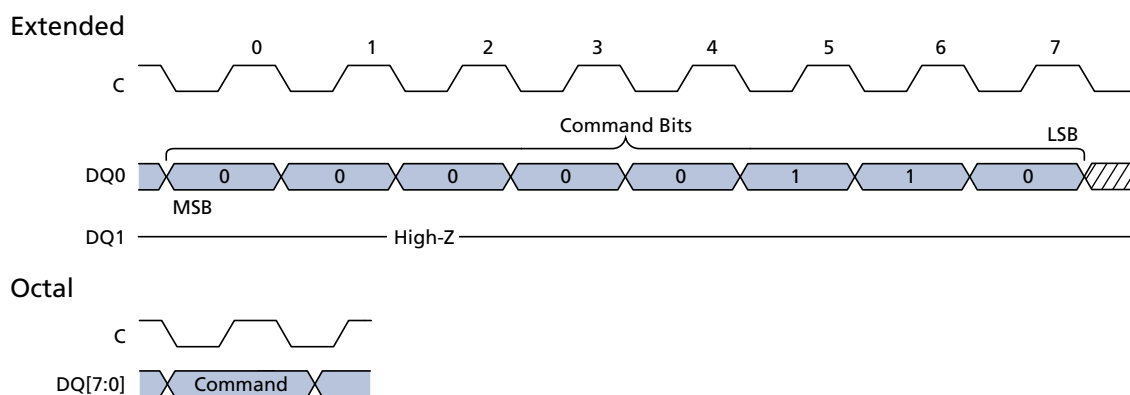 Extended
0 1 2 3 4 5 6 7
C
Command Bits
LSB
DQ0 0 0 0 0 0 1 1 0
MSB
DQ1 High-Z
Octal
C
DQ[7:0] Command